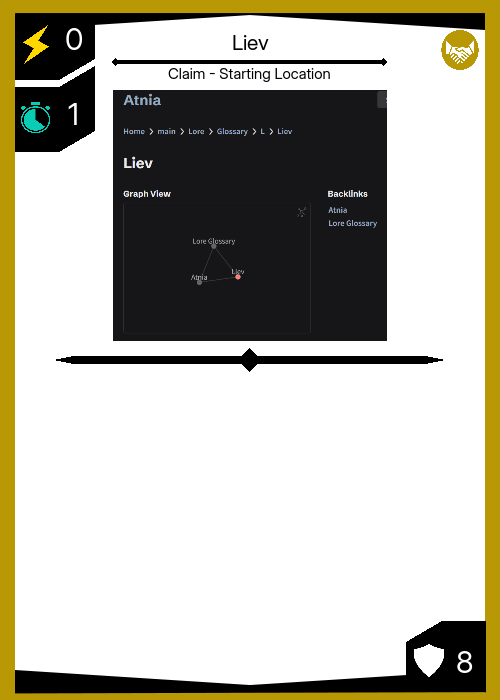 0
Liev
Claim - Starting Location
1
Atnia
Home > main > Lore > Glossary > L > Liev
Liev
Graph View
Backlinks
Atnia
Lore Glossary
Lore Glossary
Liev
Atnia
8